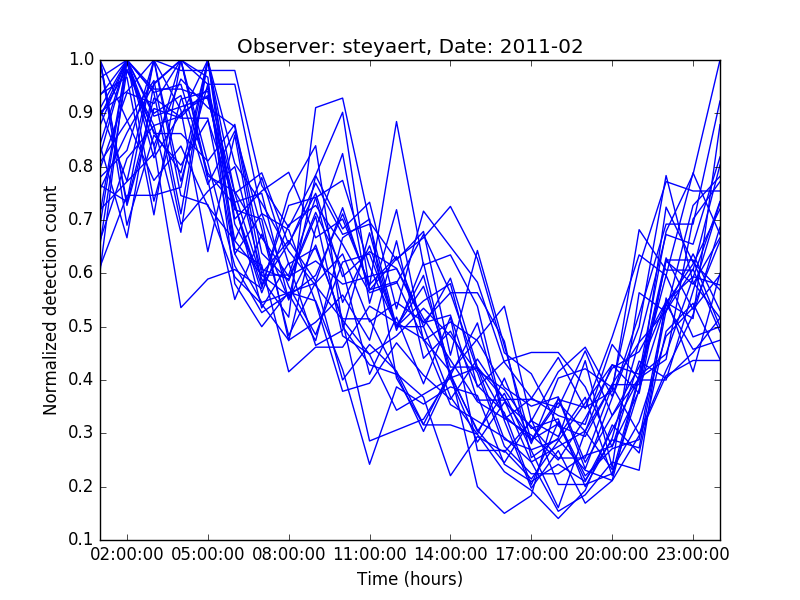 Observer: steyaert, Date: 2011-02
Normalized detection count
1.0
0.9
0.8
0.7
0.6
0.5
0.4
0.3
0.2
0.1
02:00:00 05:00:00 08:00:00 11:00:00 14:00:00 17:00:00 20:00:00 23:00:00
Time (hours)